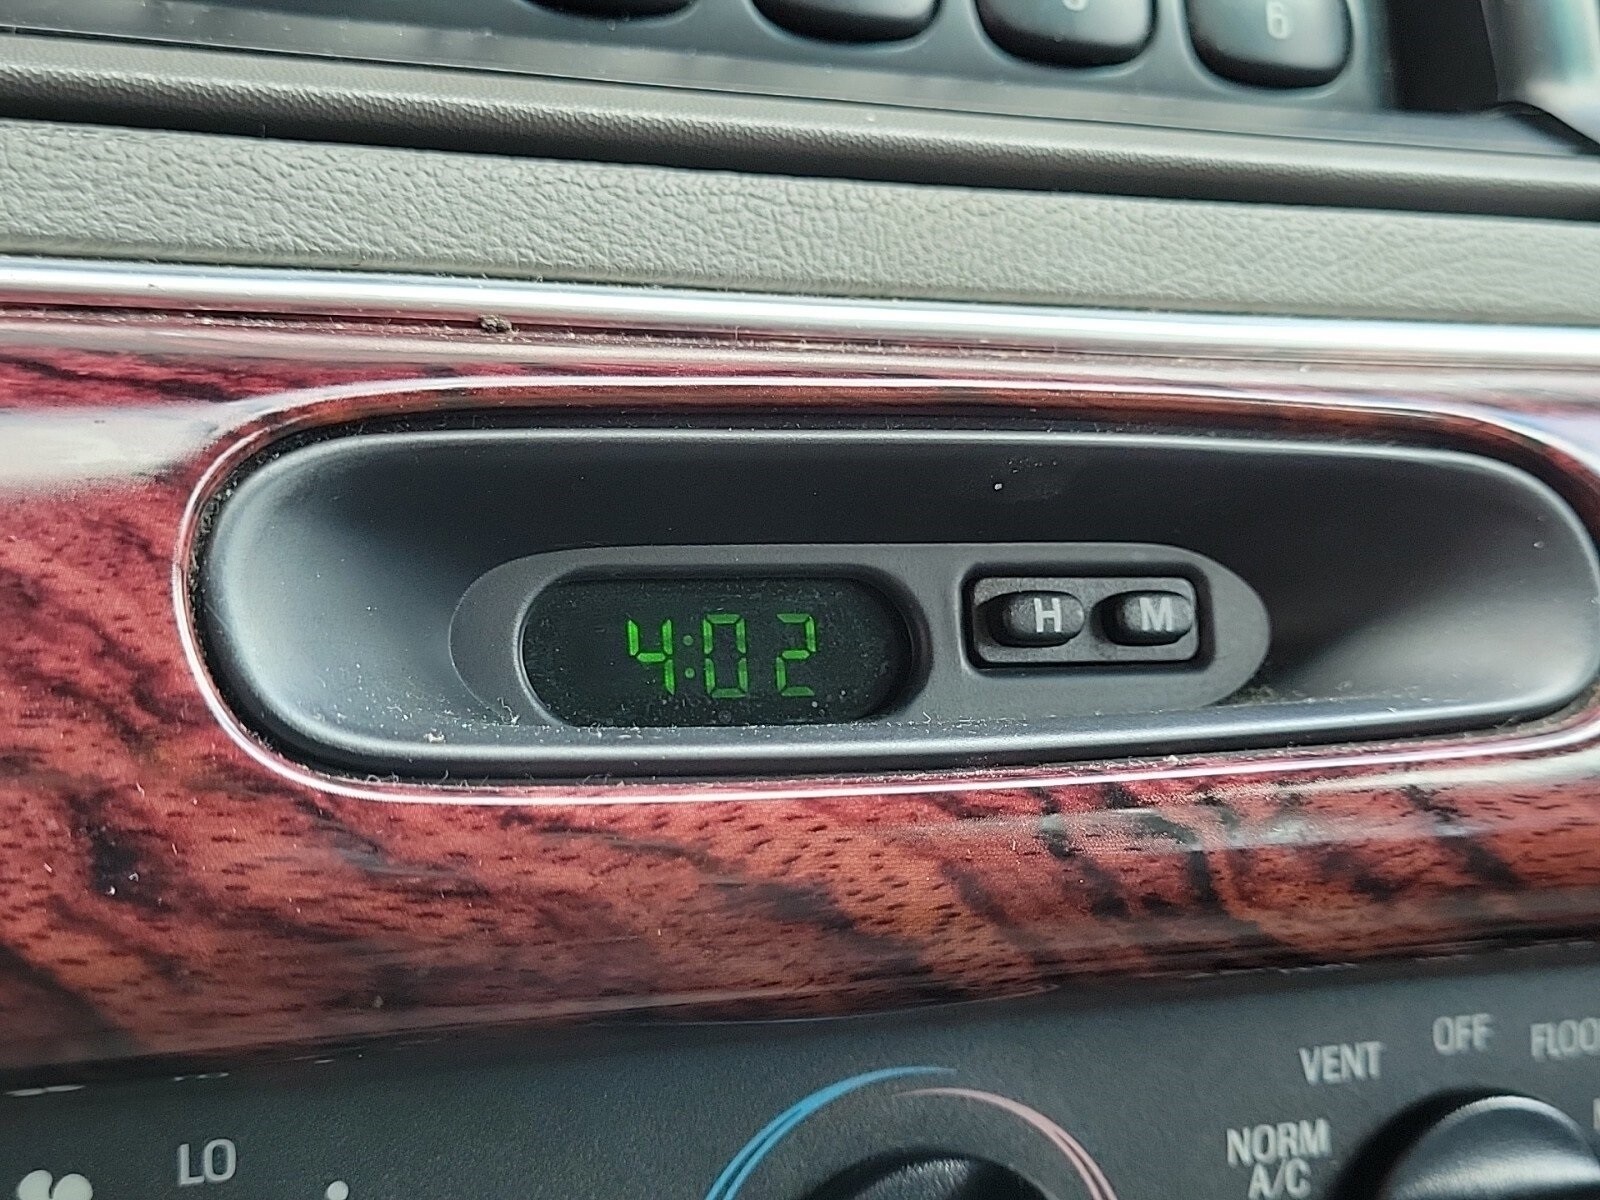 6
4:02
H M
VENT OFF
NORM
A/C
LO